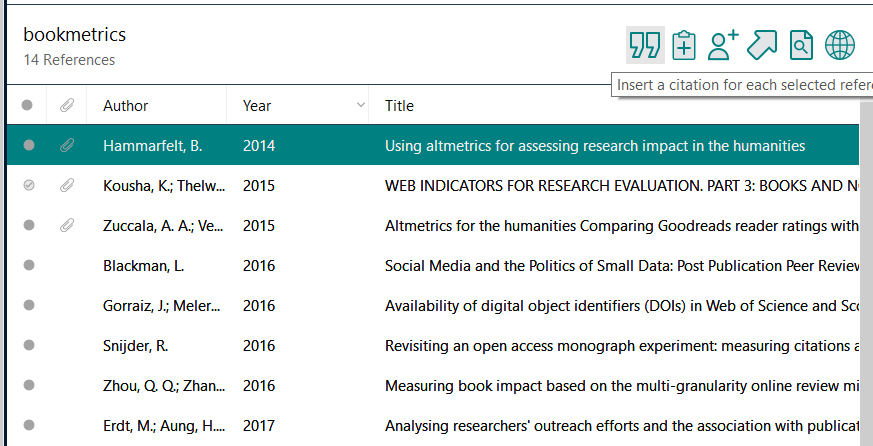 bookmetrics
14 References
Insert a citation for each selected refere
Author Year Title
Hammarfelt, B. 2014 Using altmetrics for assessing research impact in the humanities
Kousha, K.; Thelw... 2015 WEB INDICATORS FOR RESEARCH EVALUATION. PART 3: BOOKS AND N
Zuccala, A. A.; Ve... 2015 Altmetrics for the humanities Comparing Goodreads reader ratings with
Blackman, L. 2016 Social Media and the Politics of Small Data: Post Publication Peer Review
Gorraiz, J.; Meler... 2016 Availability of digital object identifiers (DOIs) in Web of Science and Sco
Snijder, R. 2016 Revisiting an open access monograph experiment: measuring citations a
Zhou, Q. Q.; Zhan... 2016 Measuring book impact based on the multi-granularity online review mi
Erdt, M.; Aung, H.... 2017 Analysing researchers' outreach efforts and the association with publicat